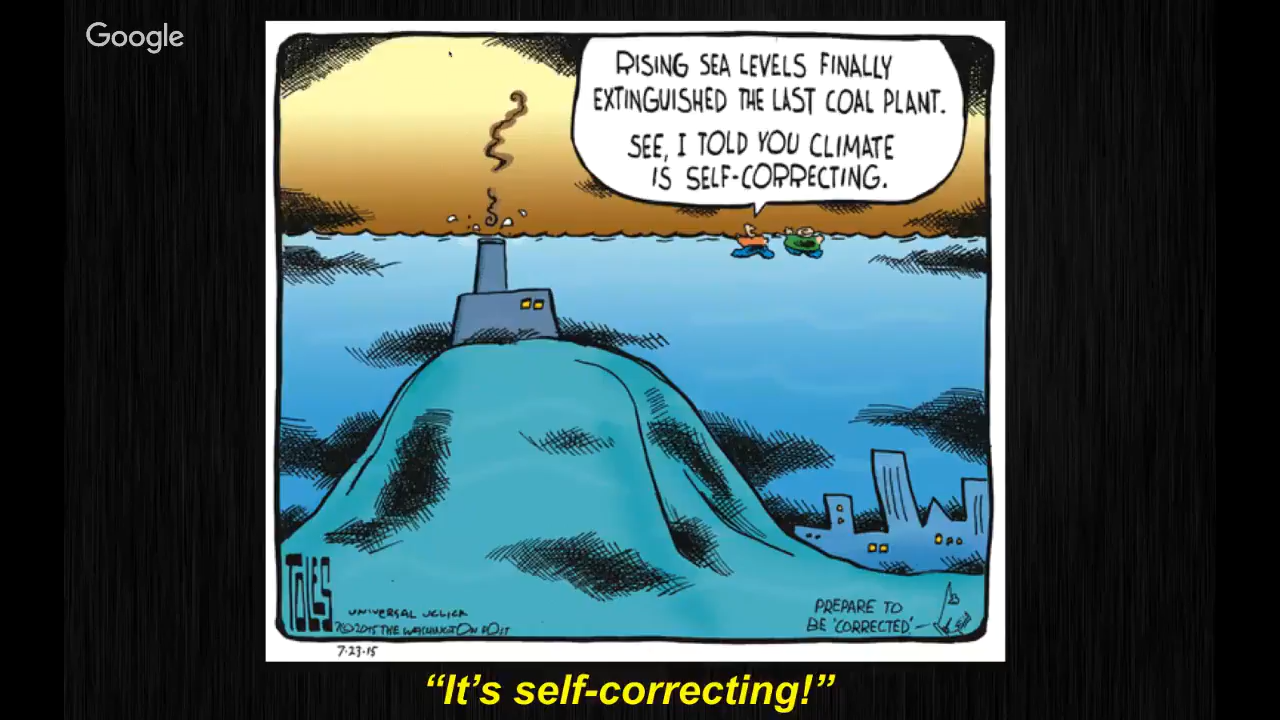 Google
RISING SEA LEVELS FINALLY
EXTINGUISHED THE LAST COAL PLANT.
SEE, I TOLD YOU CLIMATE
IS SELF-CORRECTING.
TOLES
UNIVERSAL UCLICK
©2015 THE WASHINGTON POST
PREPARE TO
BE 'CORRECTED'
7-23-15
“It’s self-correcting!”